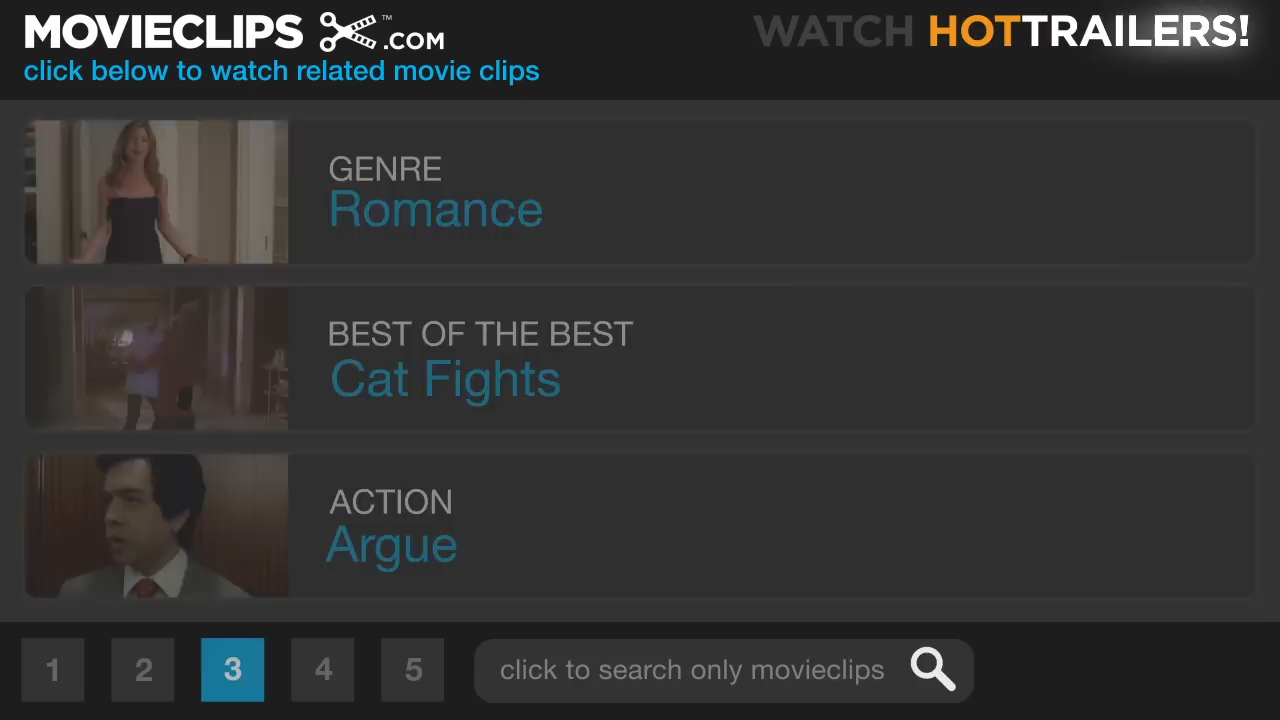 MOVIECLIPS ™ .COM
WATCH HOTTRAILERS!
click below to watch related movie clips
GENRE
Romance
BEST OF THE BEST
Cat Fights
ACTION
Argue
1 2 3 4 5
click to search only movieclips